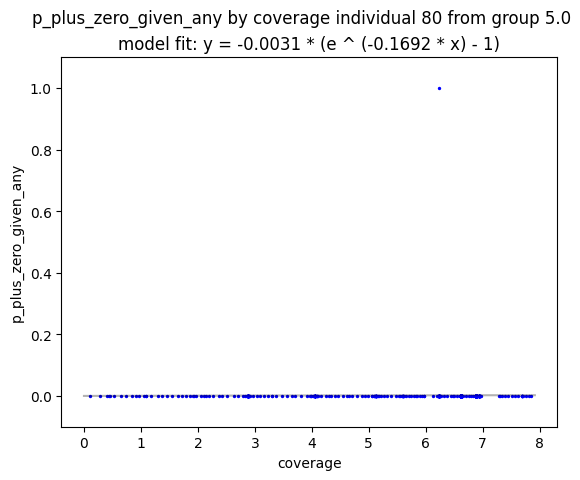 p_plus_zero_given_any by coverage individual 80 from group 5.0
model fit: y = -0.0031 * (e ^ (-0.1692 * x) - 1)
1.0
0.8
0.6
0.4
0.2
0.0
p_plus_zero_given_any
0 1 2 3 4 5 6 7 8
coverage